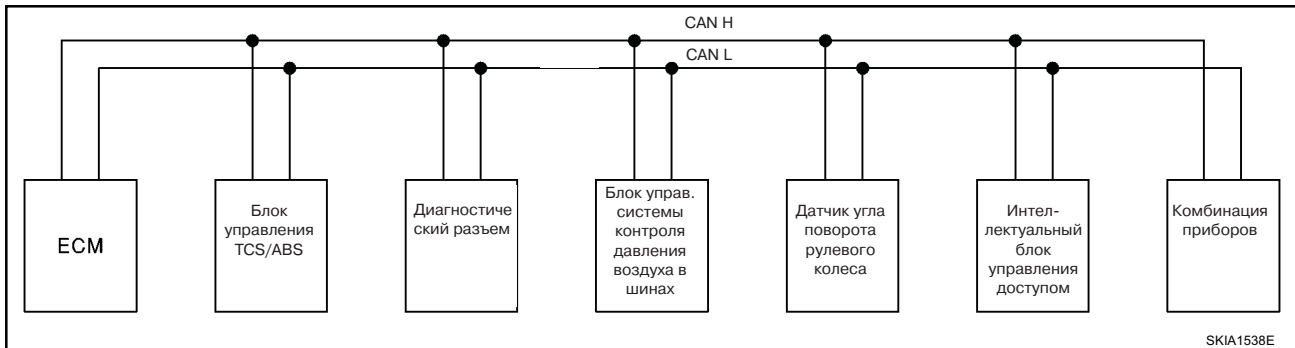 CAN H
CAN L
ECM
Блок
управления
TCS/ABS
Диагностиче
ский разъем
Блок управ.
системы
контроля
давления
воздуха в
шинах
Датчик угла
поворота
рулевого
колеса
Интел-
лектуальный
блок
управления
доступом
Комбинация
приборов
SKIA1538E